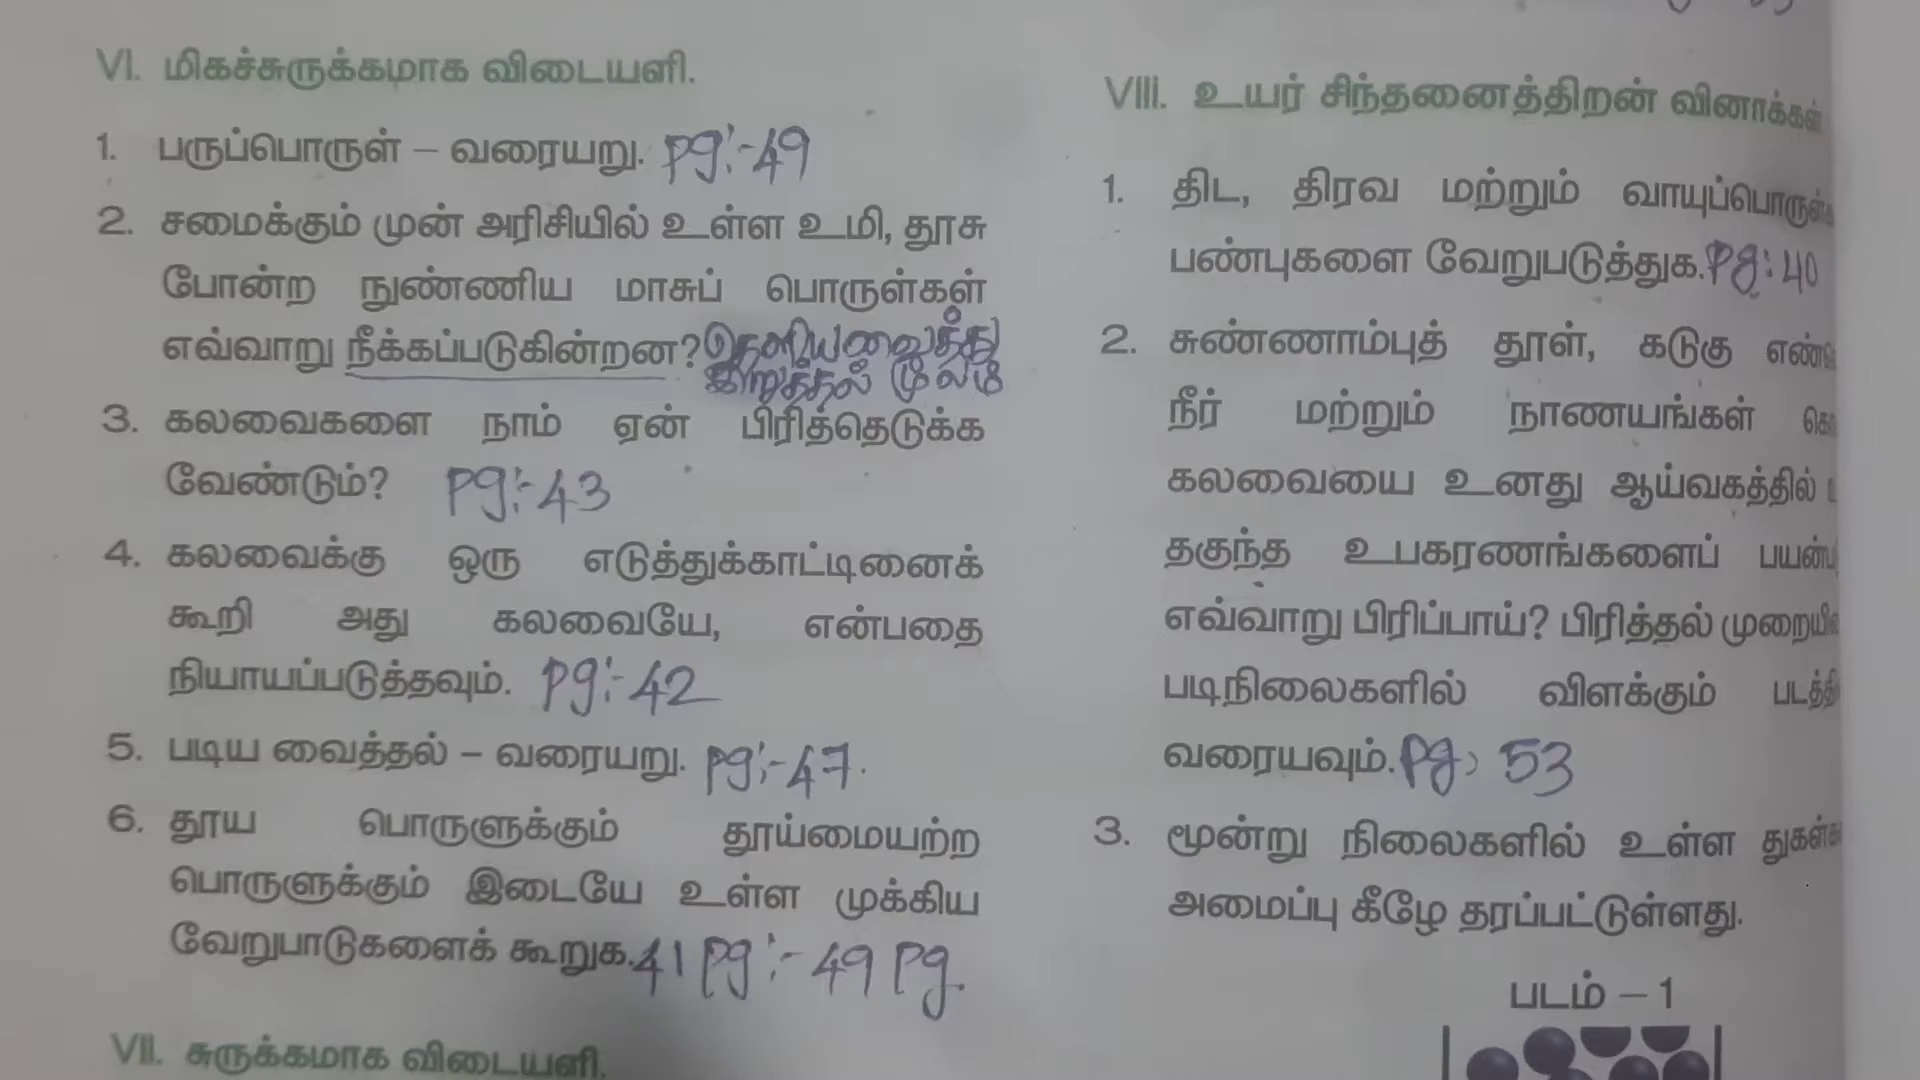 VI. மிகச்சுருக்கமாக விடையளி.
1. பருப்பொருள் – வரையறு. Pg:-49
2. சமைக்கும் முன் அரிசியில் உள்ள உமி, தூசு
போன்ற நுண்ணிய மாசுப் பொருள்கள்
எவ்வாறு நீக்கப்படுகின்றன? தெளியவைத்து
இறுத்தல் மூலம்
3. கலவைகளை நாம் ஏன் பிரித்தெடுக்க
வேண்டும்? Pg:-43
4. கலவைக்கு ஒரு எடுத்துக்காட்டினைக்
கூறி அது கலவையே, என்பதை
நியாயப்படுத்தவும். Pg:-42
5. படிய வைத்தல் – வரையறு. Pg:-47.
6. தூய பொருளுக்கும் தூய்மையற்ற
பொருளுக்கும் இடையே உள்ள முக்கிய
வேறுபாடுகளைக் கூறுக. 41 Pg:- 49 Pg.
VII. சுருக்கமாக விடையளி.
VIII. உயர் சிந்தனைத்திறன் வினாக்கள்
1. திட, திரவ மற்றும்
பண்புகளை வேறுபடுத்துக. Pg: 40
2. சுண்ணாம்புத் தூள், கடுகு
நீர் மற்றும் நாணயங்கள்
கலவையை உனது ஆய்வகத்தில்
தகுந்த உபகரணங்களைப்
எவ்வாறு பிரிப்பாய்? பிரித்தல்
படிநிலைகளில் விளக்கும்
வரையவும். Pg: 53
3. மூன்று நிலைகளில் உள்ள
அமைப்பு கீழே தரப்பட்டுள்ளது.
படம் – 1